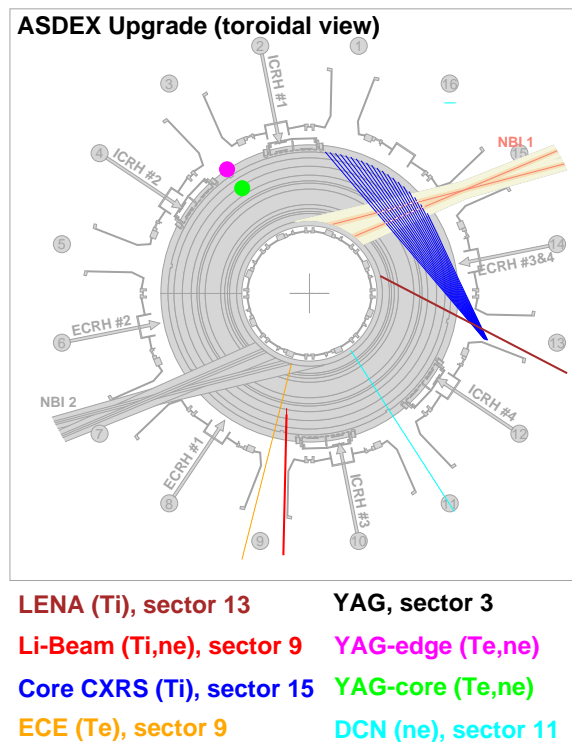 ASDEX Upgrade (toroidal view)
2
1
3
16
ICRH #1
NBI 1
15
4
ICRH #2
5
14
ECRH #3&4
6
ECRH #2
13
NBI 2
7
ICRH #4
12
ECRH #1
8
ICRH #3
11
9
10
LENA (Ti), sector 13
YAG, sector 3
Li-Beam (Ti,ne), sector 9
YAG-edge (Te,ne)
Core CXRS (Ti), sector 15
YAG-core (Te,ne)
ECE (Te), sector 9
DCN (ne), sector 11